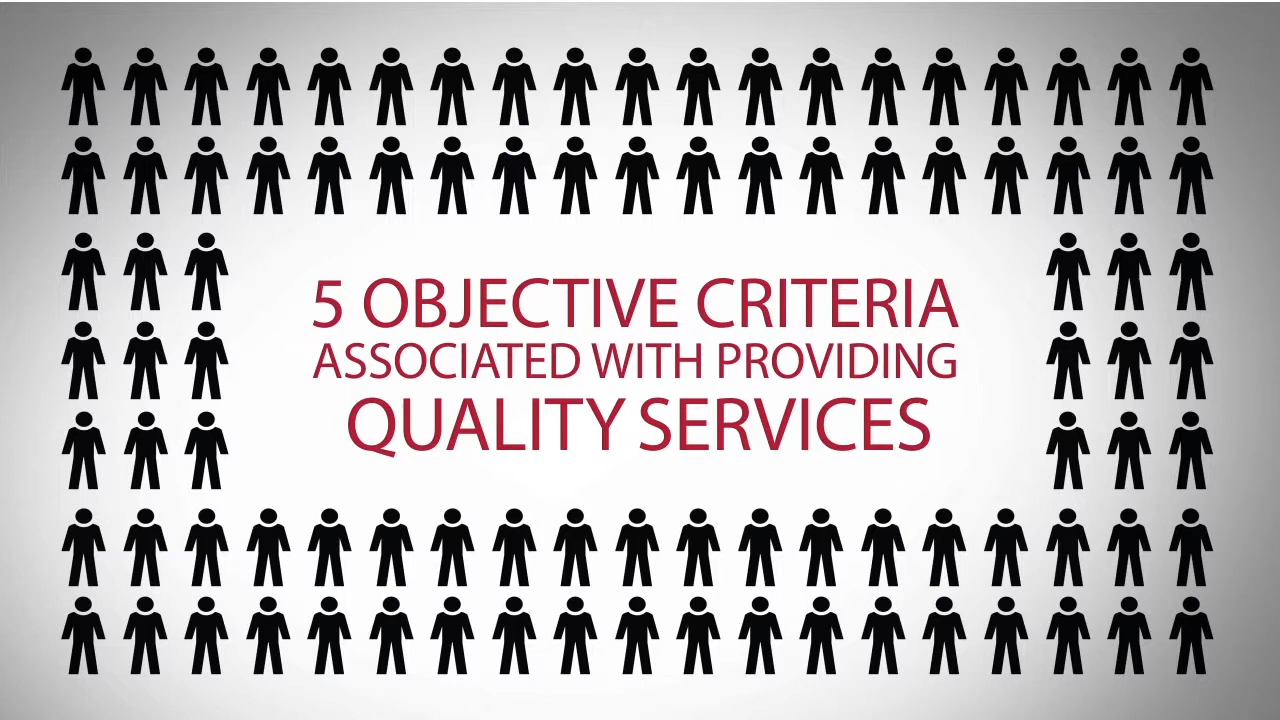 5 OBJECTIVE CRITERIA
ASSOCIATED WITH PROVIDING
QUALITY SERVICES